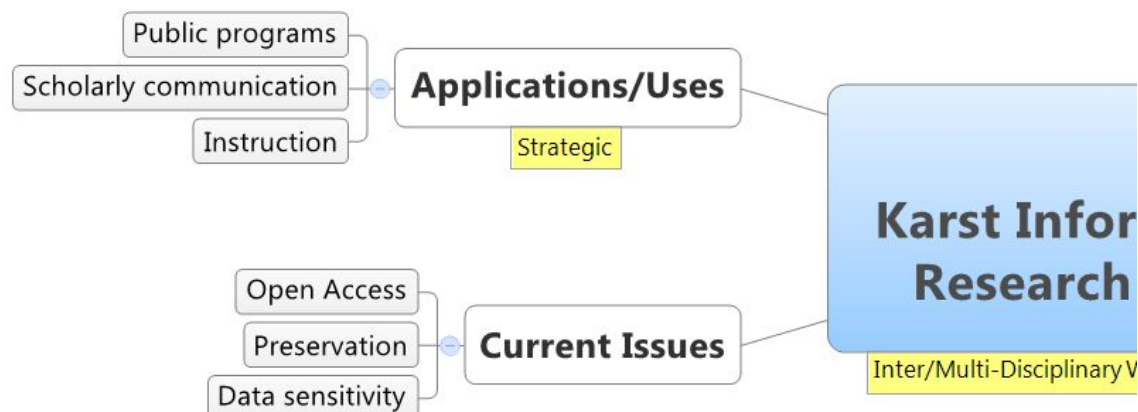 Public programs
Scholarly communication
Instruction
Applications/Uses
Strategic
Open Access
Preservation
Data sensitivity
Current Issues
Karst
Research
Inter/Multi-Disciplinary